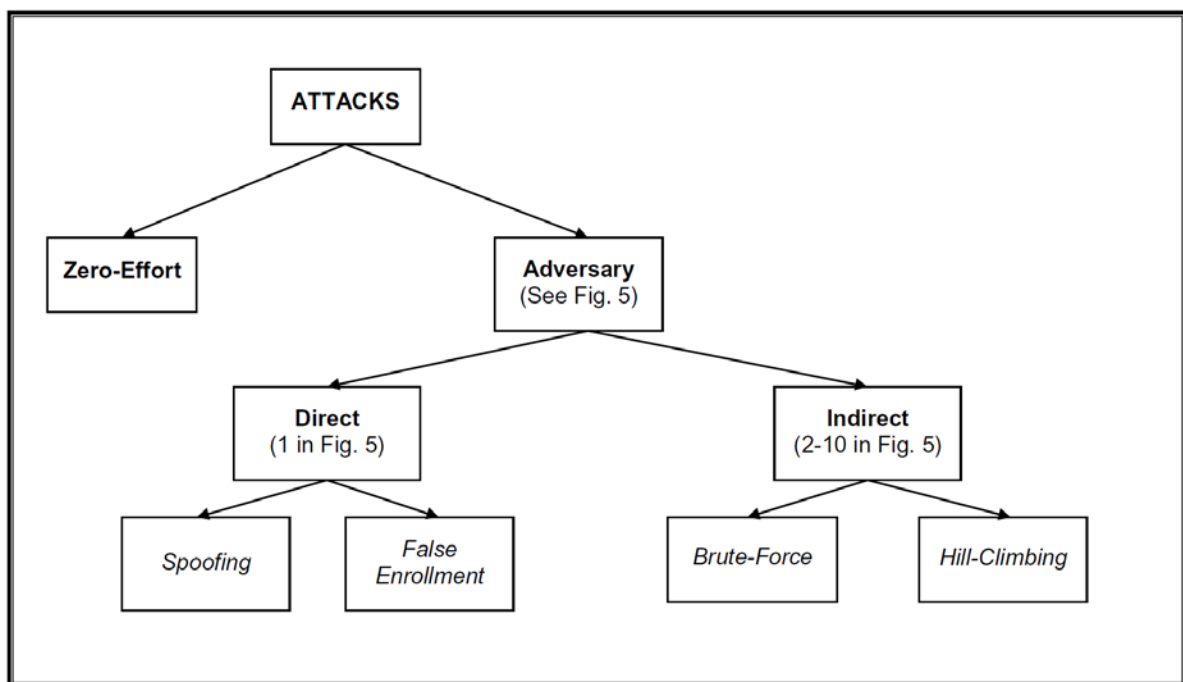 ATTACKS
Zero-Effort
Adversary
(See Fig. 5)
Direct
(1 in Fig. 5)
Indirect
(2-10 in Fig. 5)
Spoofing
False
Enrollment
Brute-Force
Hill-Climbing